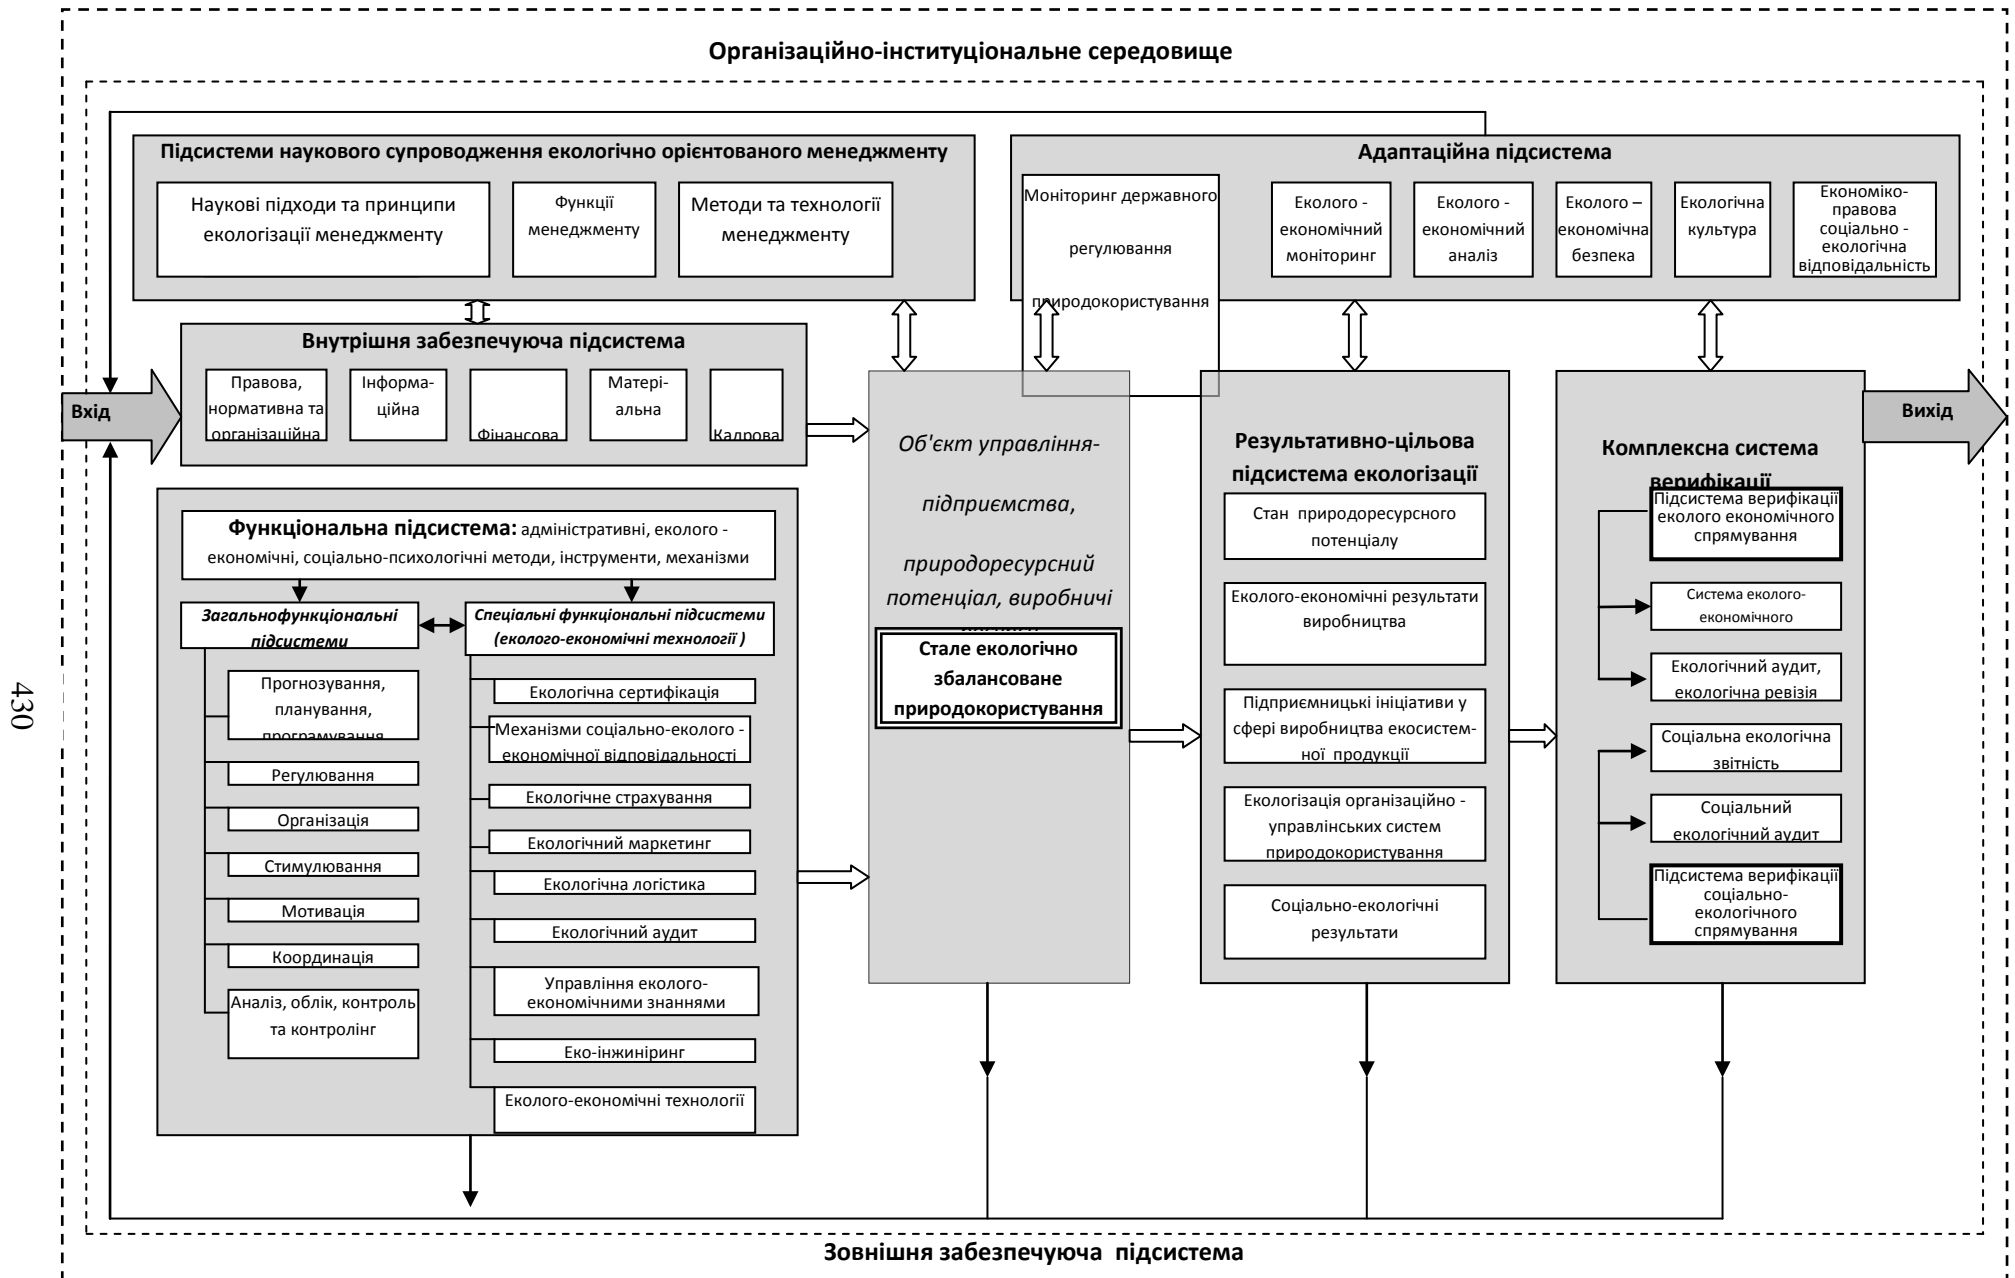 Організаційно-інституціональне середовище
Підсистеми наукового супроводження екологічно орієнтованого менеджменту
Наукові підходи та принципи
екологізації менеджменту
Функції
менеджменту
Методи та технології
менеджменту
Адаптаційна підсистема
Моніторинг державного
регулювання
природокористування
Еколого -
економічний
моніторинг
Еколого -
економічний
аналіз
Еколого –
економічна
безпека
Екологічна
культура
Економіко-
правова
соціально -
екологічна
відповідальність
Вхід
Внутрішня забезпечуюча підсистема
Правова,
нормативна та
організаційна
Інформа-
ційна
Фінансова
Матері-
альна
Кадрова
Функціональна підсистема: адміністративні, еколого -
економічні, соціально-психологічні методи, інструменти, механізми
Загальнофункціональні
підсистеми
Прогнозування,
планування,
програмування
Регулювання
Організація
Стимулювання
Мотивація
Координація
Аналіз, облік, контроль
та контролінг
Спеціальні функціональні підсистеми
(еколого-економічні технології )
Екологічна сертифікація
Механізми соціально-еколого -
економічної відповідальності
Екологічне страхування
Екологічний маркетинг
Екологічна логістика
Екологічний аудит
Управління еколого-
економічними знаннями
Еко-інжиніринг
Еколого-економічні технології
Об'єкт управління-
підприємства,
природоресурсний
потенціал, виробничі
Стале екологічно
збалансоване
природокористування
Результативно-цільова
підсистема екологізації
Стан природоресурсного
потенціалу
Еколого-економічні результати
виробництва
Підприємницькі ініціативи у
сфері виробництва екосистем-
ної продукції
Екологізація організаційно -
управлінських систем
природокористування
Соціально-екологічні
результати
Комплексна система
верифікації
Підсистема верифікації
еколого економічного
спрямування
Система еколого-
економічного
Екологічний аудит,
екологічна ревізія
Соціальна екологічна
звітність
Соціальний
екологічний аудит
Підсистема верифікації
соціально-
екологічного
спрямування
Вихід
Зовнішня забезпечуюча підсистема
430